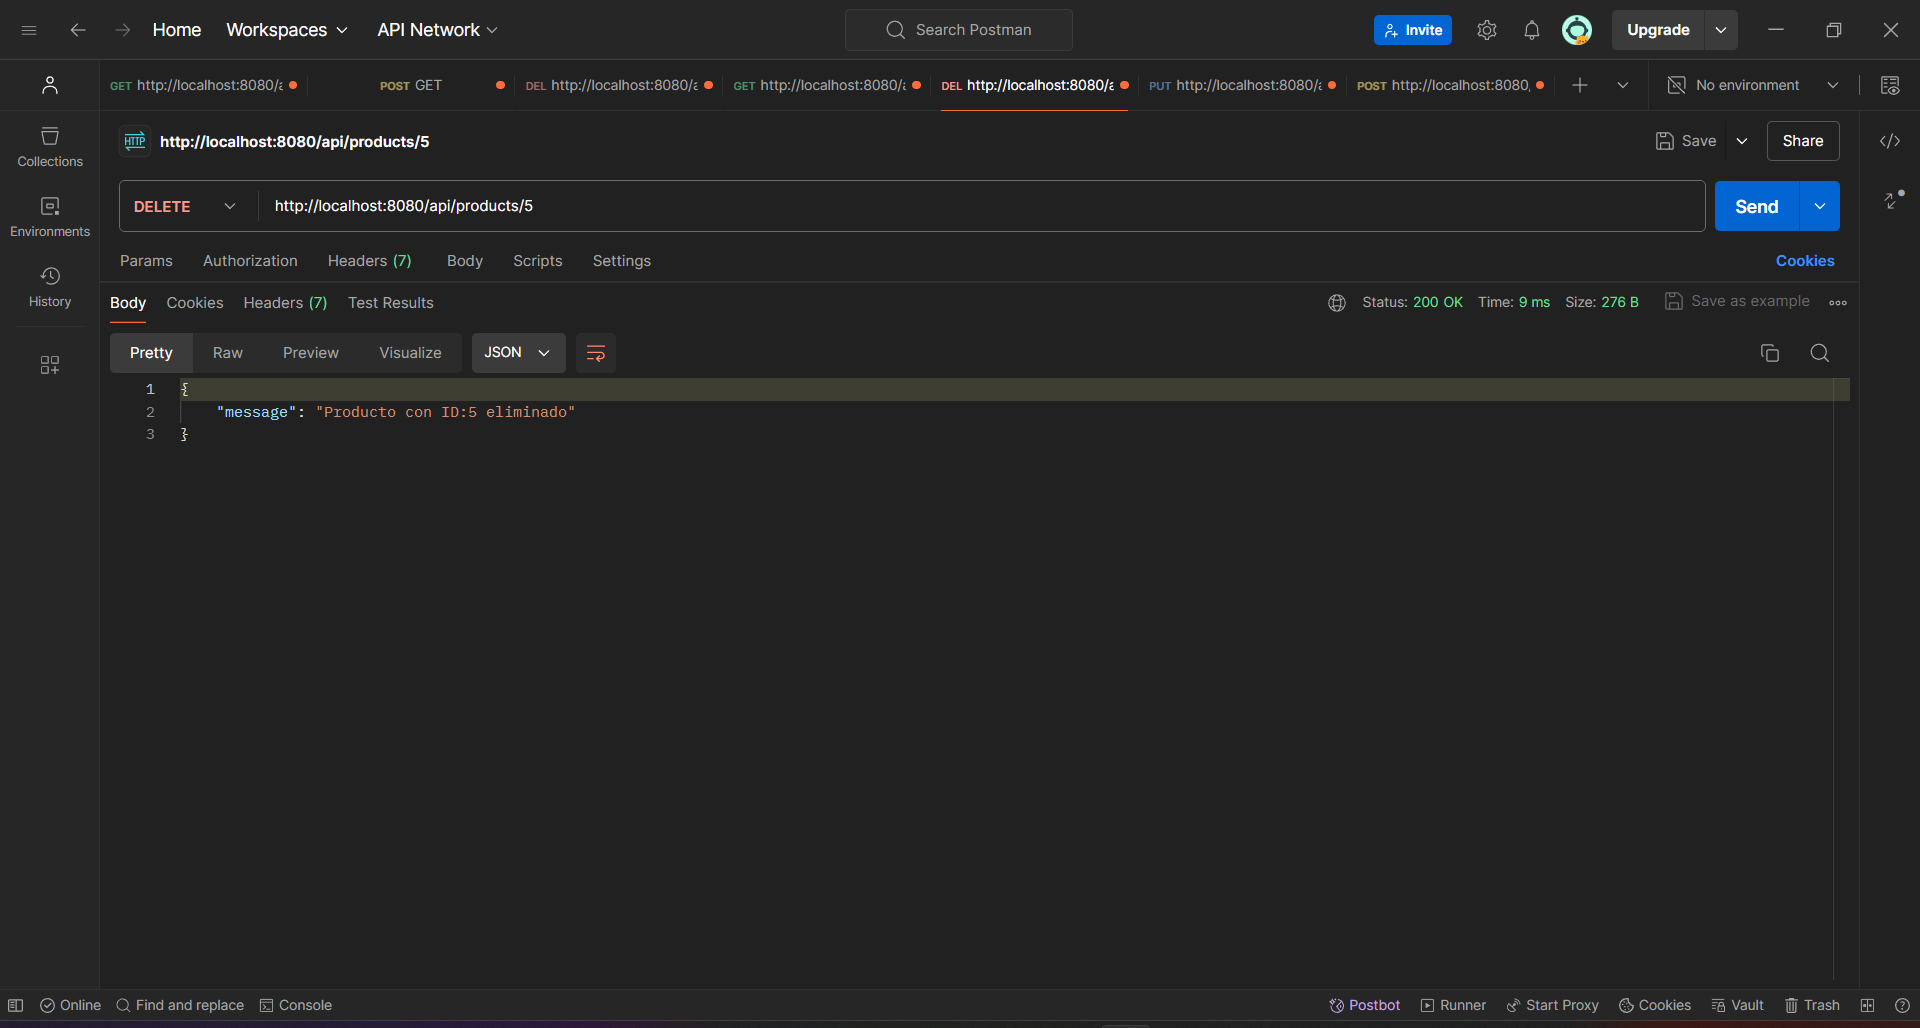 Home Workspaces API Network Search Postman Invite Upgrade
GET http://localhost:8080/a POST GET DEL http://localhost:8080/a GET http://localhost:8080/a DEL http://localhost:8080/a PUT http://localhost:8080/a POST http://localhost:8080, No environment
HTTP http://localhost:8080/api/products/5 Save Share
Collections
DELETE http://localhost:8080/api/products/5 Send
Environments
Params Authorization Headers (7) Body Scripts Settings Cookies
History
Body Cookies Headers (7) Test Results Status: 200 OK Time: 9 ms Size: 276 B Save as example
Pretty Raw Preview Visualize JSON
1 {
2 "message": "Producto con ID:5 eliminado"
3 }
Online Find and replace Console Postbot Runner Start Proxy Cookies Vault Trash